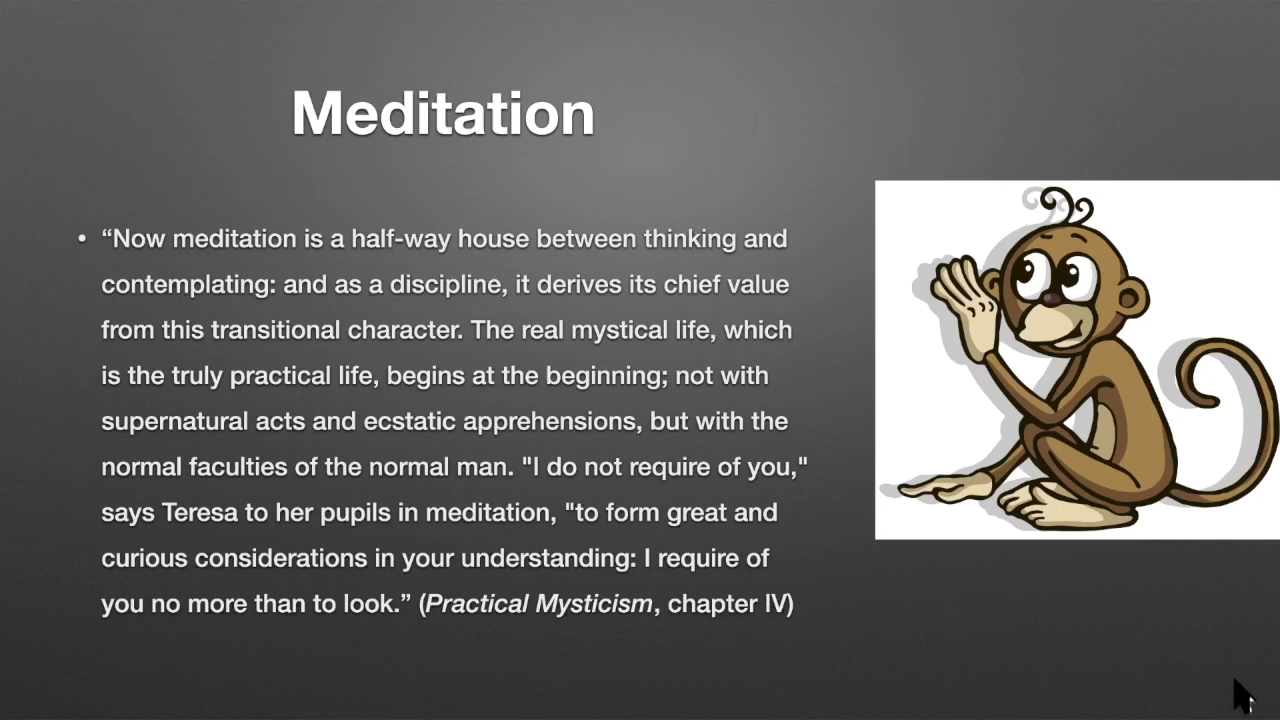 Meditation
• “Now meditation is a half-way house between thinking and
contemplating: and as a discipline, it derives its chief value
from this transitional character. The real mystical life, which
is the truly practical life, begins at the beginning; not with
supernatural acts and ecstatic apprehensions, but with the
normal faculties of the normal man. "I do not require of you,"
says Teresa to her pupils in meditation, "to form great and
curious considerations in your understanding: I require of
you no more than to look.” (Practical Mysticism, chapter IV)